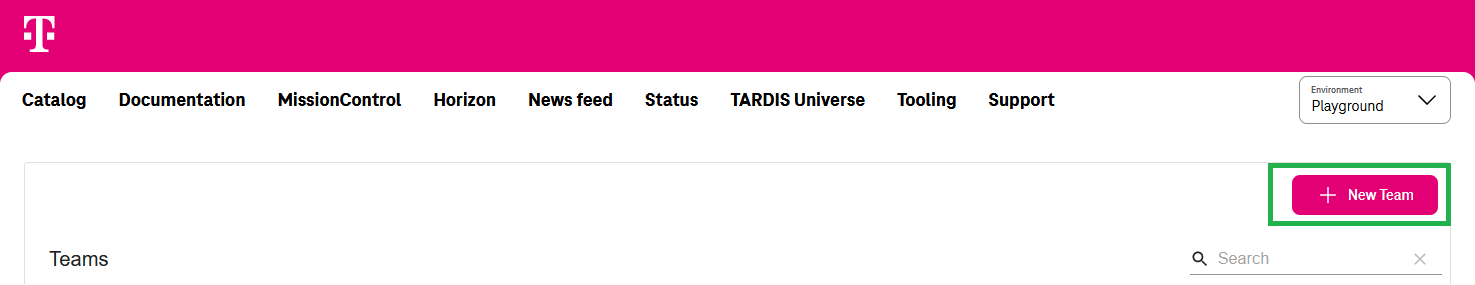 T
Catalog Documentation MissionControl Horizon News feed Status TARDIS Universe Tooling Support
Environment
Playground
New Team
Teams
Search